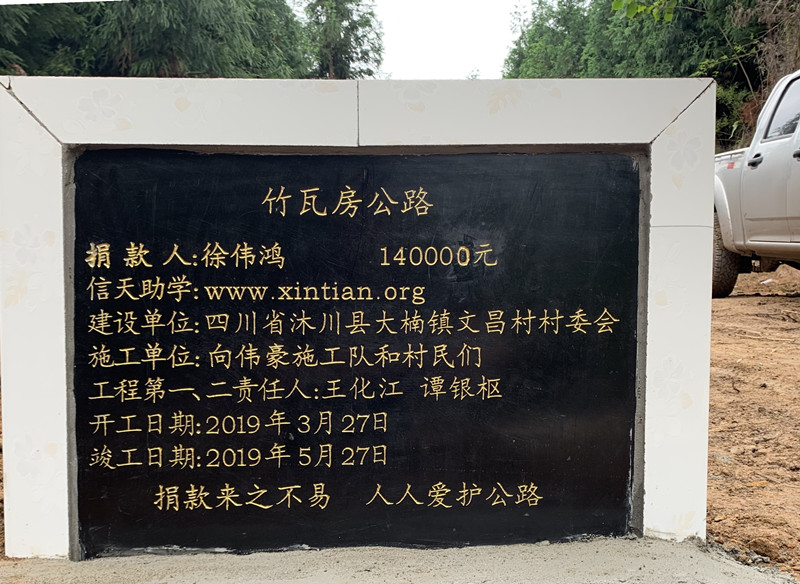 竹瓦房公路
捐款人:徐伟鸿 140000元
信天助学:www.xintian.org
建设单位:四川省沐川县大楠镇文昌村村委会
施工单位:向伟豪施工队和村民们
工程第一、二责任人:王化江 谭银枢
开工日期:2019年3月27日
竣工日期:2019年5月27日
捐款来之不易 人人爱护公路